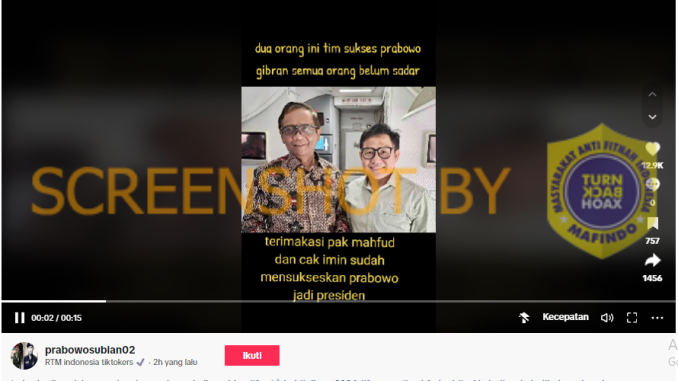 dua orang ini tim sukses prabowo
gibran semua orang belum sadar
SCREENSHOT BY
MASYARAKAT ANTI FITNAH
TURN
BACK
HOAX
MAFINDO
12.9K
0
757
1456
terimakasi pak mahfud
dan cak imin sudah
mensukseskan prabowo
jadi presiden
00:02 / 00:15
Kecepatan
prabowosubian02
RTM indonesia tiktokers ✓ · 2h yang lalu
Ikuti